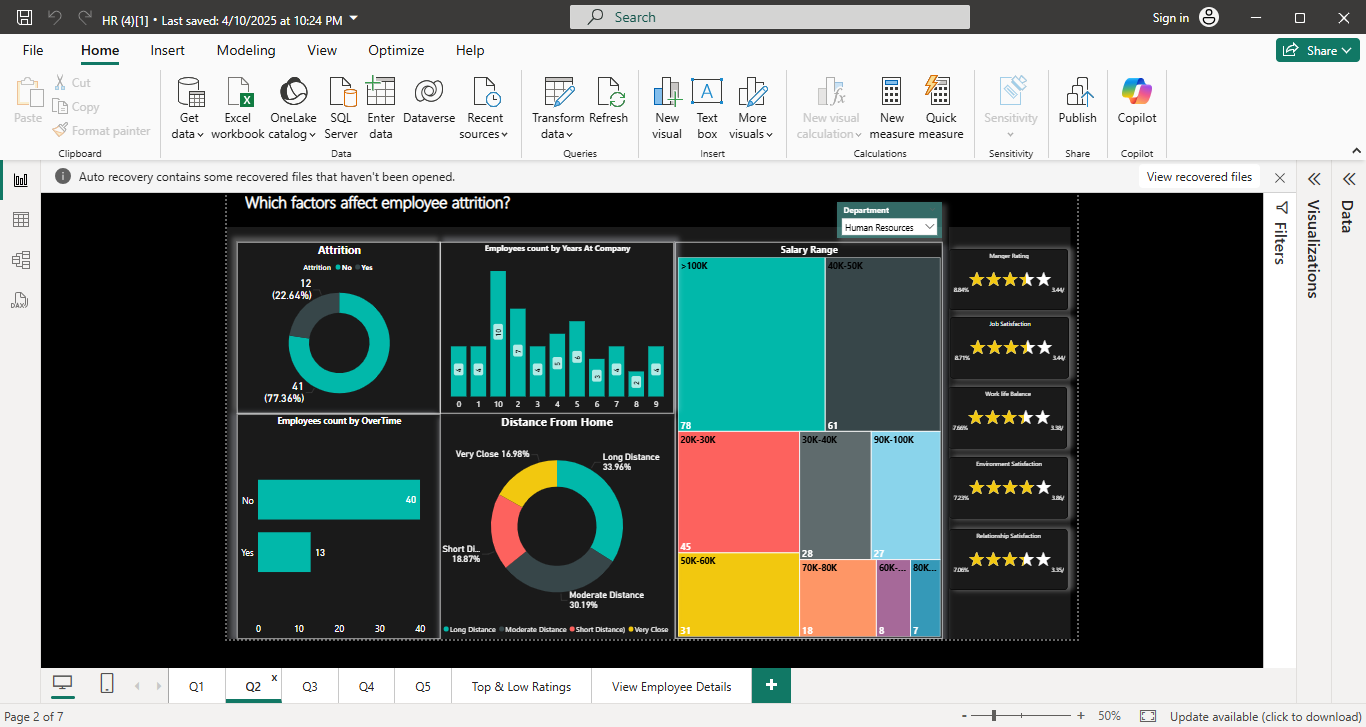 HR (4)[1] • Last saved: 4/10/2025 at 10:24 PM
Search
Sign in
File Home Insert Modeling View Optimize Help
Share
Paste
Cut
Copy
Format painter
Clipboard
Get data
Excel workbook
OneLake catalog
SQL Server
Enter data
Dataverse
Recent sources
Data
Transform data
Refresh
Queries
New visual
Text box
More visuals
Insert
New visual calculation
New measure
Quick measure
Calculations
Sensitivity
Sensitivity
Publish
Share
Copilot
Copilot
Auto recovery contains some recovered files that haven't been opened.
View recovered files
Which factors affect employee attrition?
Department
Human Resources
Attrition
Attrition No Yes
12
(22.64%)
41
(77.36%)
Employees count by Years At Company
4 4 10 7 4 5 6 3 4 2 4
0 1 10 2 3 4 5 6 7 8 9
Employees count by OverTime
No 40
Yes 13
0 10 20 30 40
Distance From Home
Very Close 16.98%
Long Distance
33.96%
Short Di...
18.87%
Moderate Distance
30.19%
Long Distance Moderate Distance Short Distance) Very Close
Salary Range
>100K
78
40K-50K
61
20K-30K
45
30K-40K
28
90K-100K
27
50K-60K
31
70K-80K
18
60K-...
8
80K...
7
Manger Rating
8.84% 3.44/
Job Satisfaction
8.71% 3.44/
Work life Balance
7.66% 3.38/
Environment Satisfaction
7.23% 3.86/
Relationship Satisfaction
7.06% 3.35/
Filters
Visualizations
Data
DAX
Q1 Q2 x Q3 Q4 Q5 Top & Low Ratings View Employee Details +
Page 2 of 7
- + 50%
Update available (click to download)